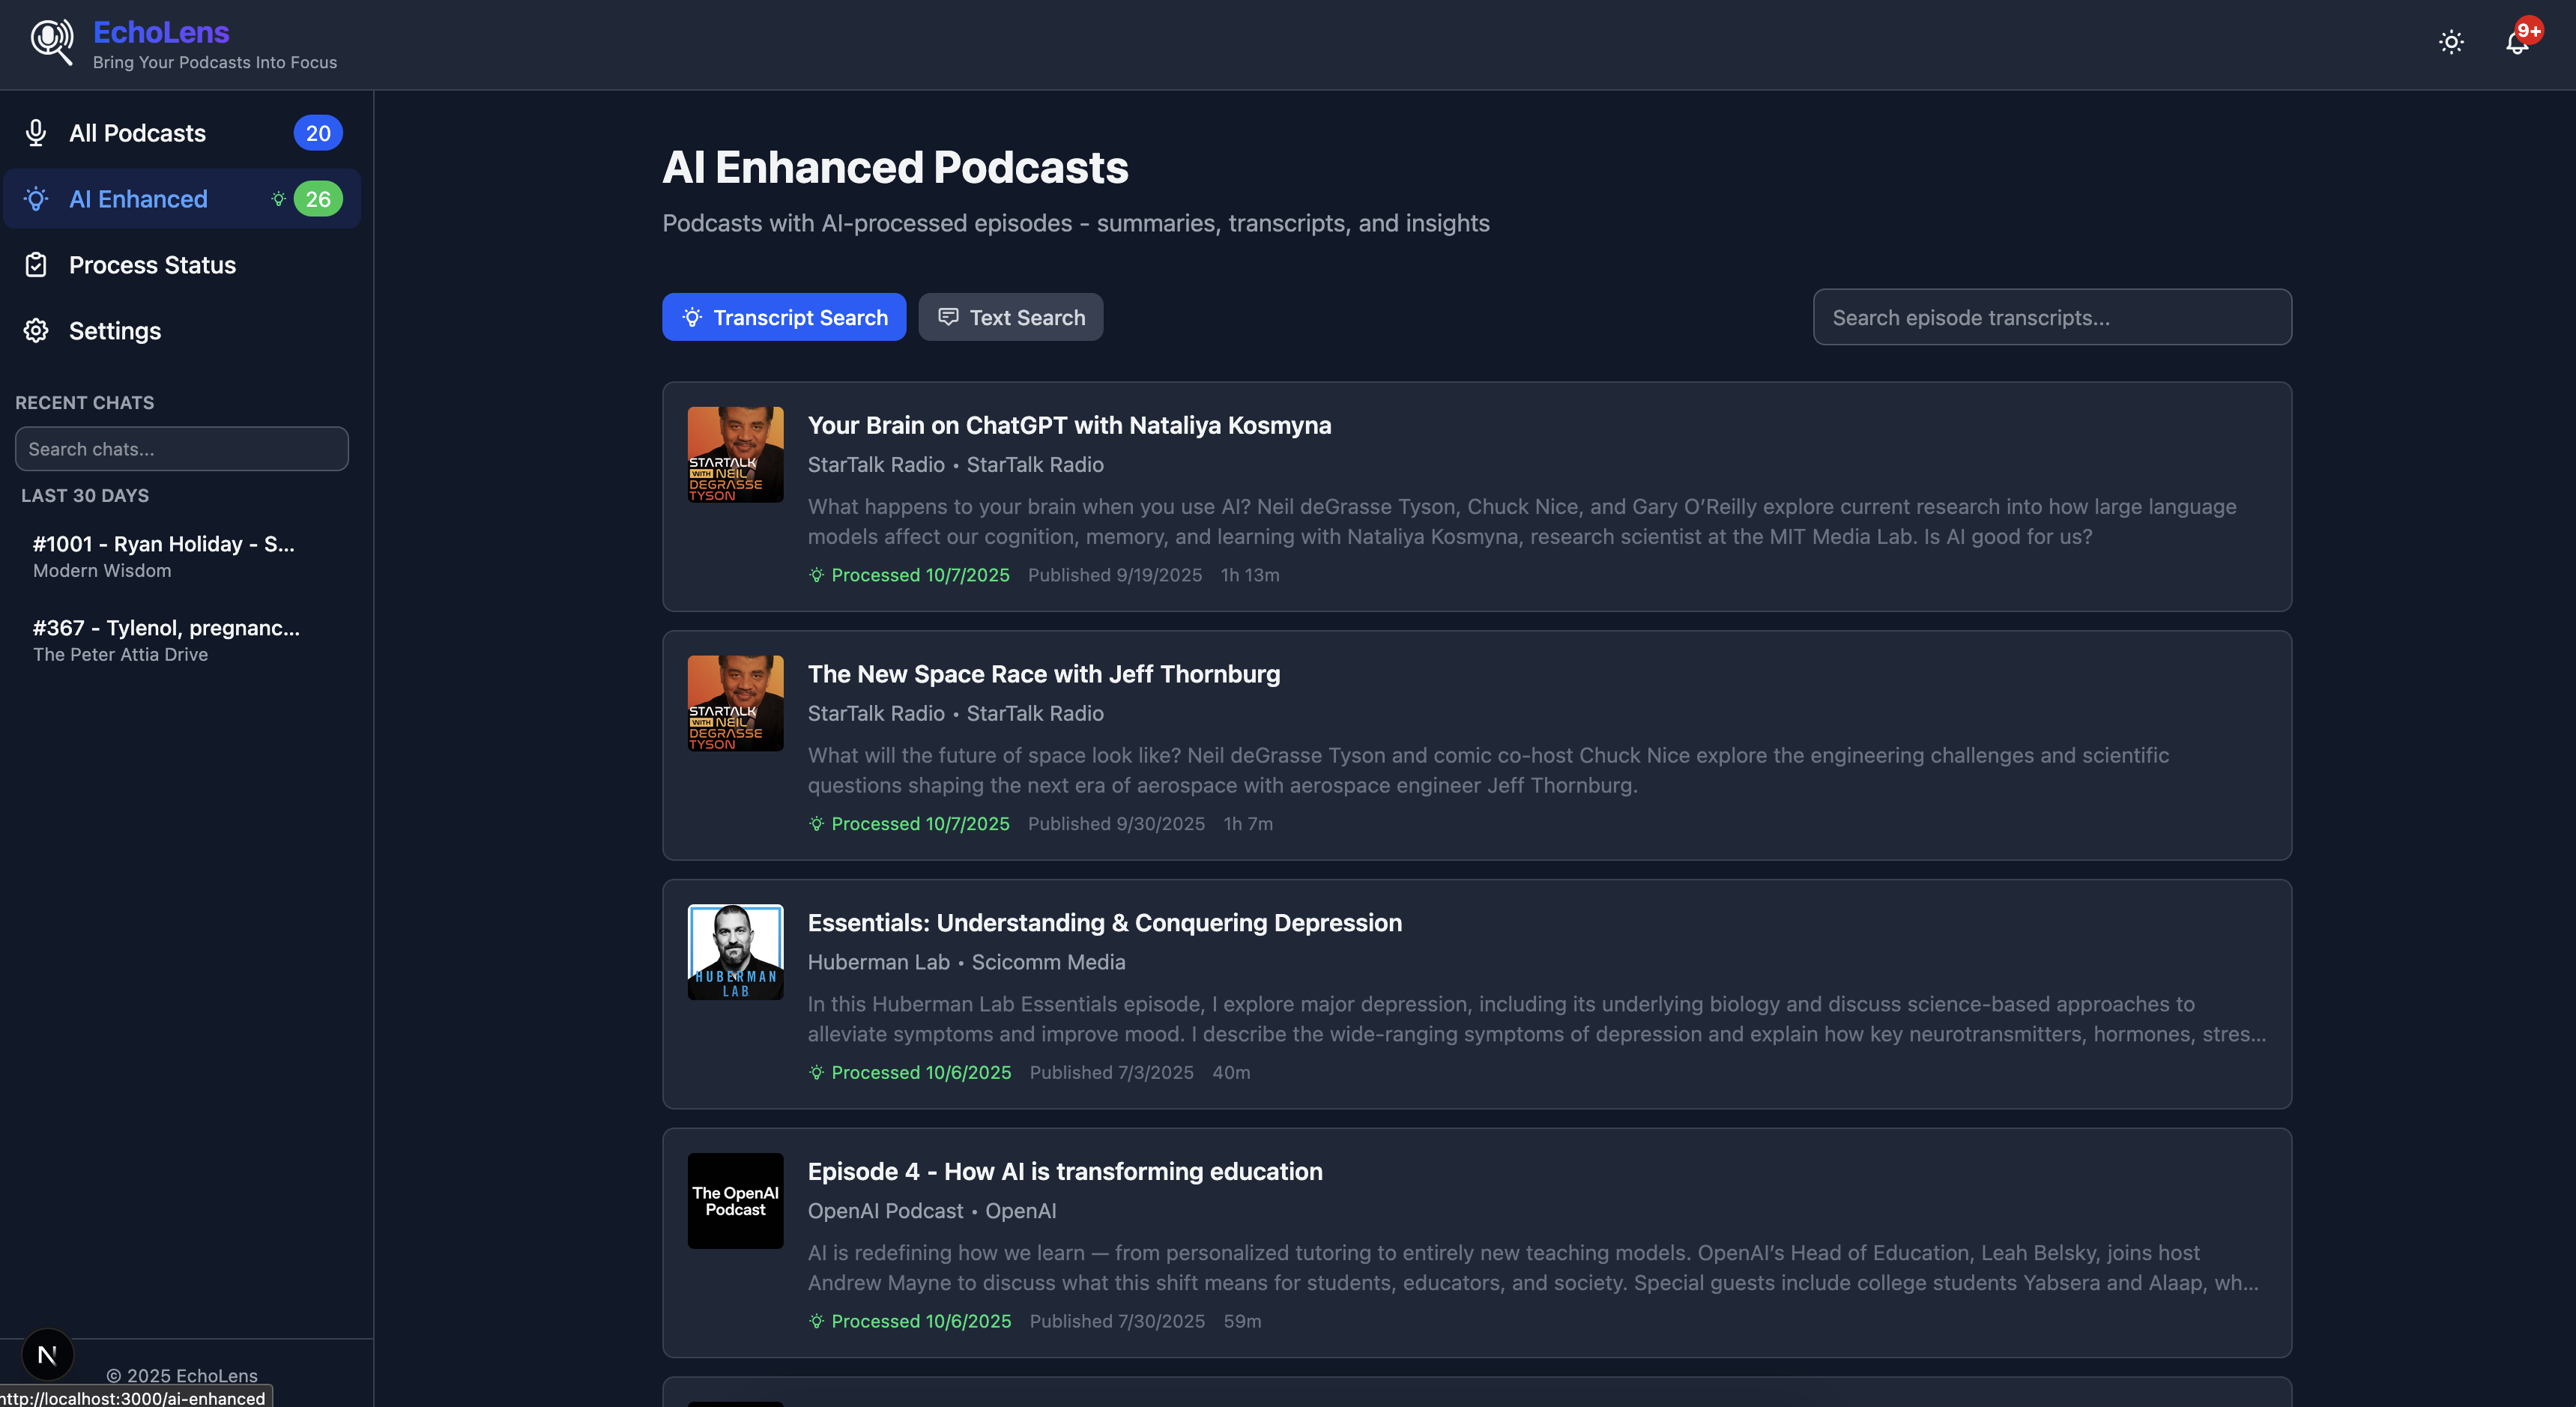 EchoLens
Bring Your Podcasts Into Focus
9+
All Podcasts 20
AI Enhanced 26
Process Status
Settings
RECENT CHATS
Search chats...
LAST 30 DAYS
#1001 - Ryan Holiday - S...
Modern Wisdom
#367 - Tylenol, pregnanc...
The Peter Attia Drive
N
© 2025 EchoLens
http://localhost:3000/ai-enhanced
AI Enhanced Podcasts
Podcasts with AI-processed episodes - summaries, transcripts, and insights
Transcript Search
Text Search
Search episode transcripts...
STARTALK
WITH NEIL
DEGRASSE
TYSON
Your Brain on ChatGPT with Nataliya Kosmyna
StarTalk Radio • StarTalk Radio
What happens to your brain when you use AI? Neil deGrasse Tyson, Chuck Nice, and Gary O’Reilly explore current research into how large language
models affect our cognition, memory, and learning with Nataliya Kosmyna, research scientist at the MIT Media Lab. Is AI good for us?
Processed 10/7/2025 Published 9/19/2025 1h 13m
STARTALK
WITH NEIL
DEGRASSE
TYSON
The New Space Race with Jeff Thornburg
StarTalk Radio • StarTalk Radio
What will the future of space look like? Neil deGrasse Tyson and comic co-host Chuck Nice explore the engineering challenges and scientific
questions shaping the next era of aerospace with aerospace engineer Jeff Thornburg.
Processed 10/7/2025 Published 9/30/2025 1h 7m
HUBERMAN
LAB
Essentials: Understanding & Conquering Depression
Huberman Lab • Scicomm Media
In this Huberman Lab Essentials episode, I explore major depression, including its underlying biology and discuss science-based approaches to
alleviate symptoms and improve mood. I describe the wide-ranging symptoms of depression and explain how key neurotransmitters, hormones, stres...
Processed 10/6/2025 Published 7/3/2025 40m
The OpenAI
Podcast
Episode 4 - How AI is transforming education
OpenAI Podcast • OpenAI
AI is redefining how we learn — from personalized tutoring to entirely new teaching models. OpenAI’s Head of Education, Leah Belsky, joins host
Andrew Mayne to discuss what this shift means for students, educators, and society. Special guests include college students Yabsera and Alaap, wh...
Processed 10/6/2025 Published 7/30/2025 59m